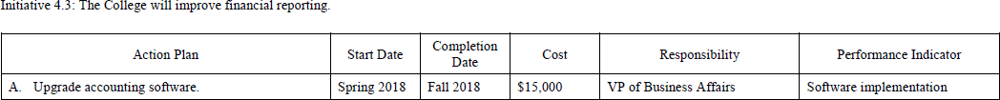 Initiative 4.3: The College will improve financial reporting.
Action Plan Start Date Completion Date Cost Responsibility Performance Indicator
A. Upgrade accounting software. Spring 2018 Fall 2018 $15,000 VP of Business Affairs Software implementation